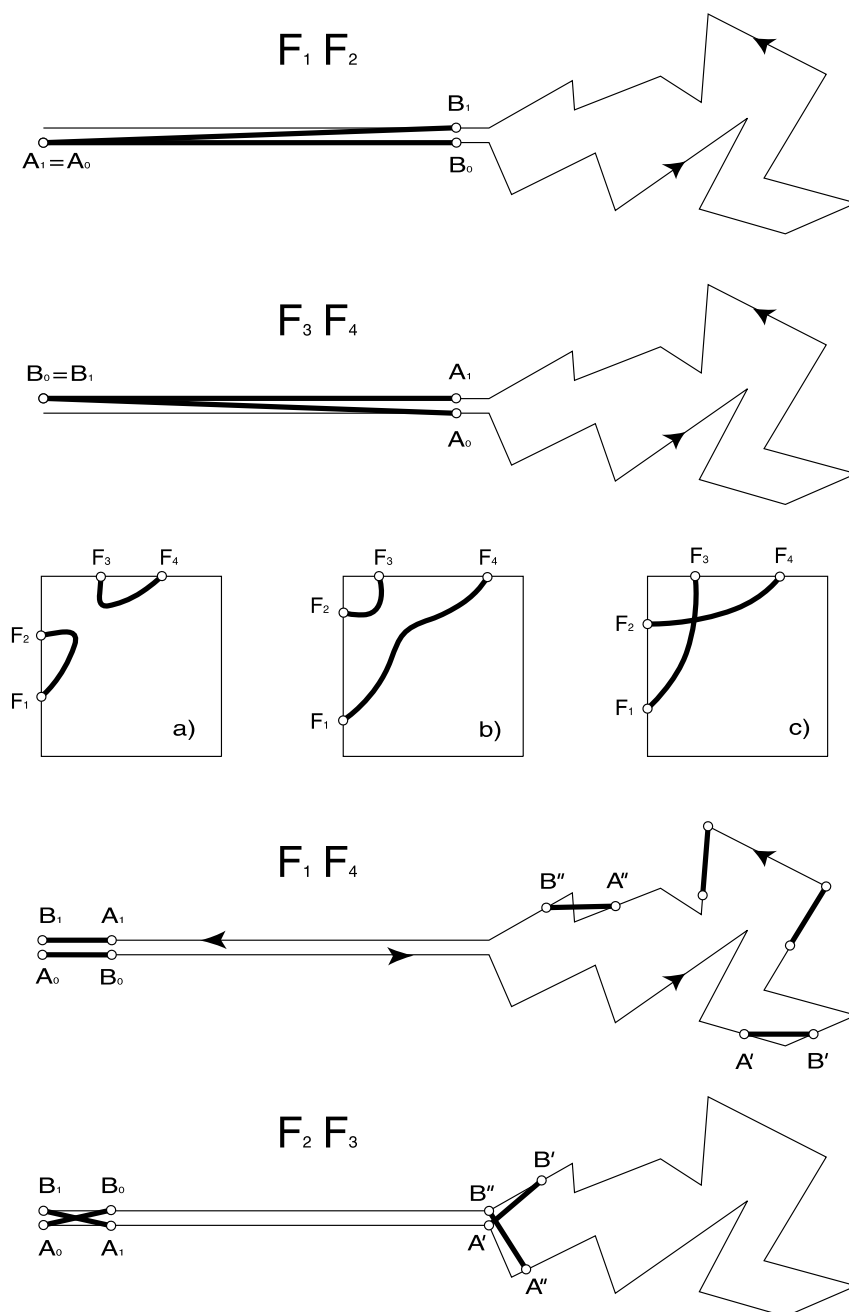 F₁ F₂
B₁
A₁=A₀ B₀
F₃ F₄
B₀=B₁ A₁
A₀
F₃ F₄ F₃ F₄ F₃ F₄
F₂ F₂ F₂
F₁ F₁ F₁
a) b) c)
F₁ F₄
B₁ A₁ B″ A″
A₀ B₀
A′ B′
F₂ F₃
B₁ B₀ B″ B′
A₀ A₁ A′
A″